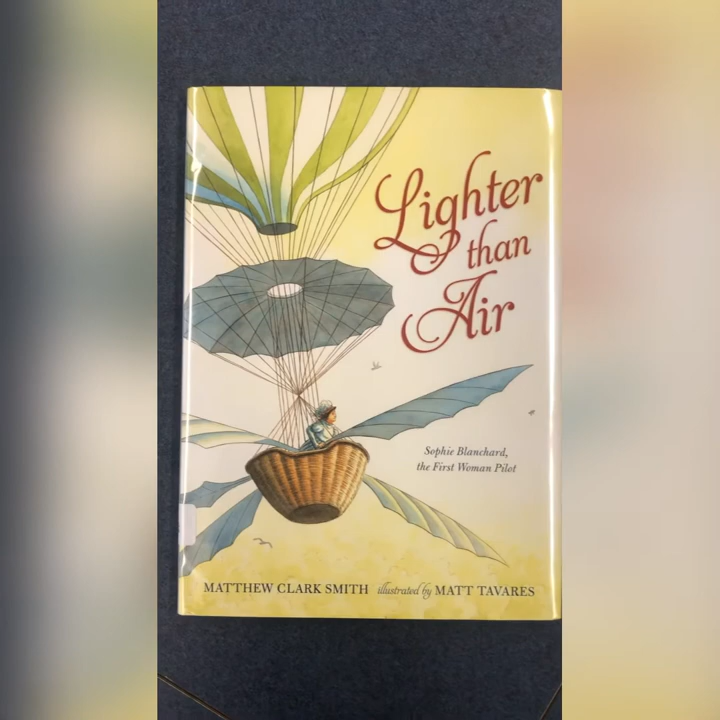 Lighter
than
Air
Sophie Blanchard,
the First Woman Pilot
MATTHEW CLARK SMITH illustrated by MATT TAVARES